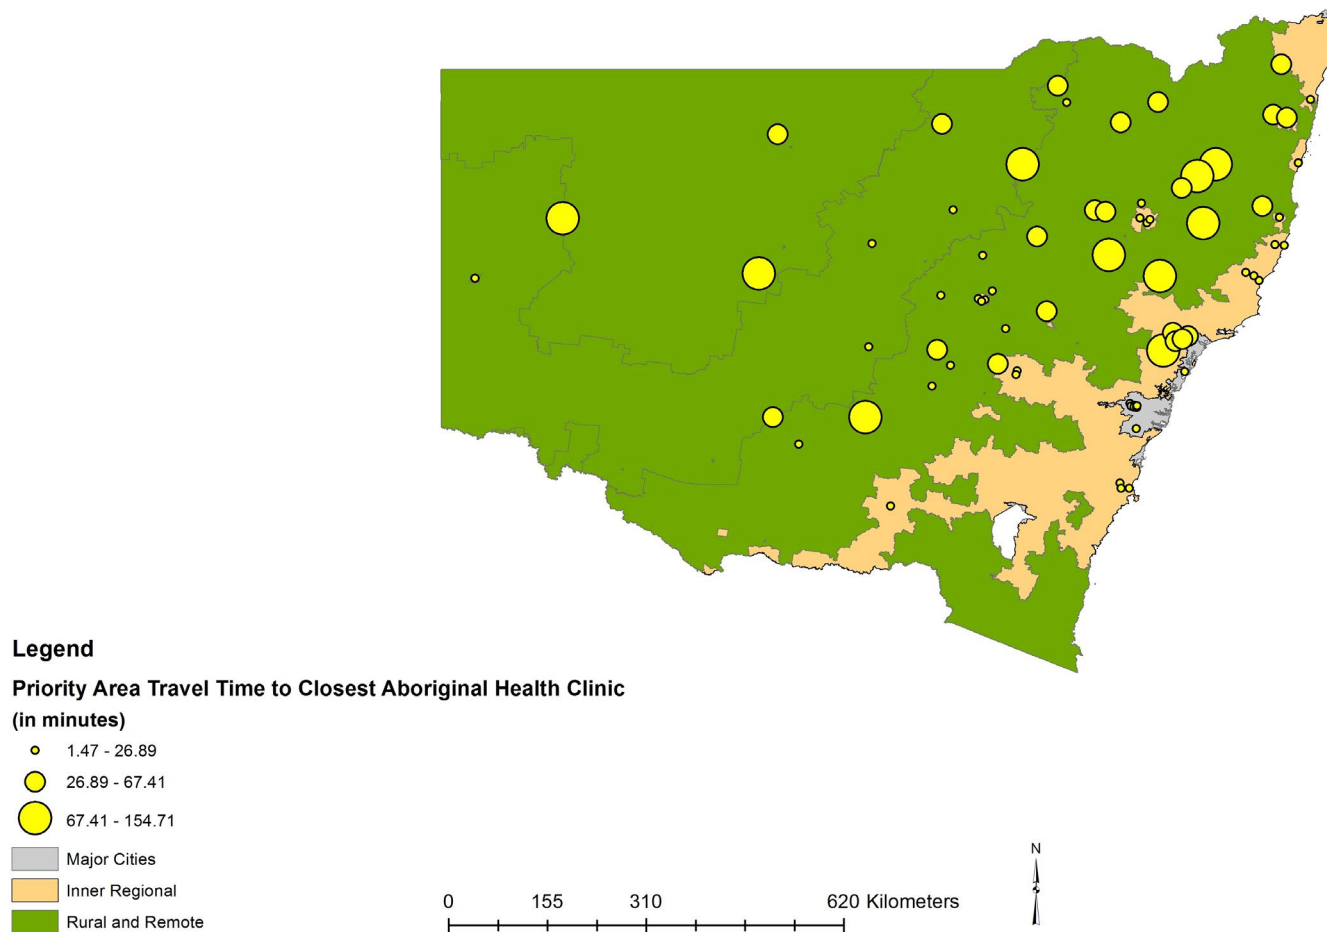 Legend
Priority Area Travel Time to Closest Aboriginal Health Clinic
(in minutes)
1.47 - 26.89
26.89 - 67.41
67.41 - 154.71
Major Cities
Inner Regional
Rural and Remote
0 155 310 620 Kilometers
N